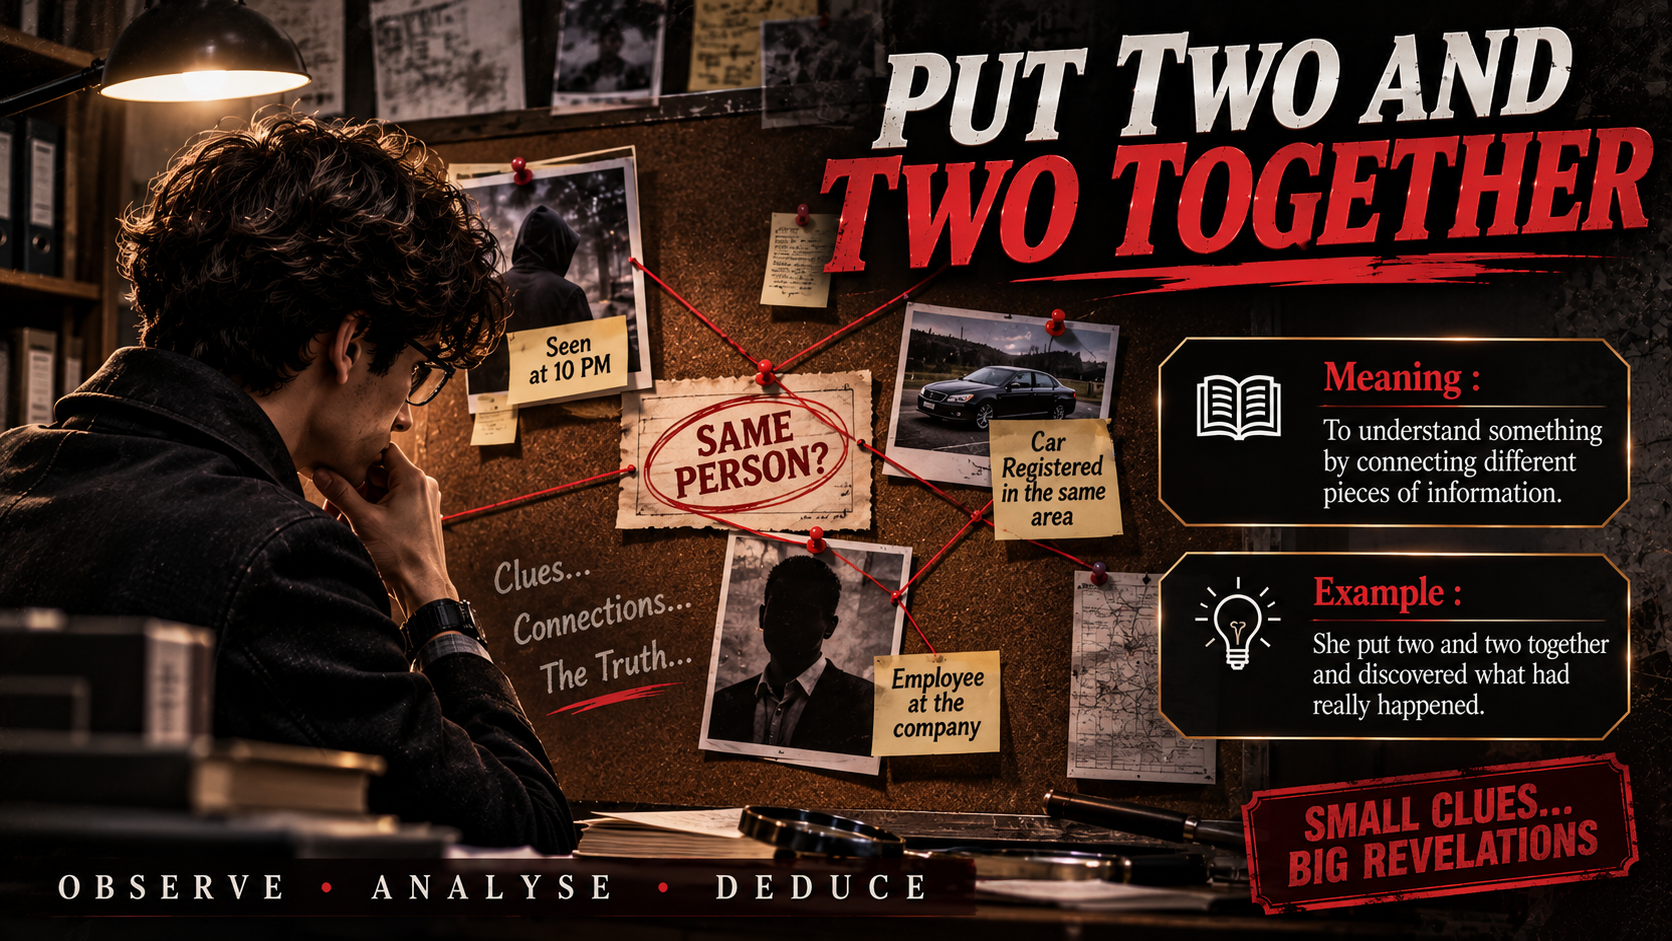 PUT TWO AND
TWO TOGETHER
Seen
at 10 PM
SAME
PERSON?
Car
Registered
in the same
area
Clues...
Connections...
The Truth...
Employee
at the
company
Meaning :
To understand something
by connecting different
pieces of information.
Example :
She put two and two together
and discovered what had
really happened.
SMALL CLUES...
BIG REVELATIONS
OBSERVE • ANALYSE • DEDUCE